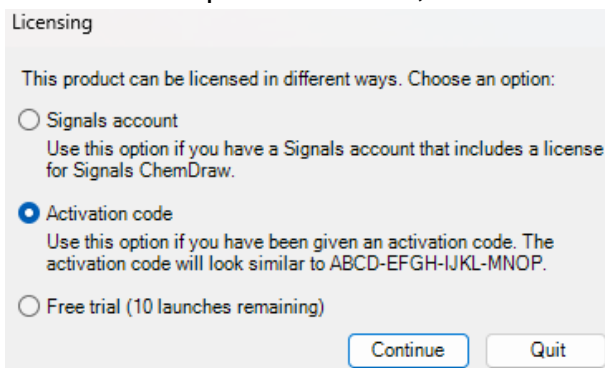 Licensing
This product can be licensed in different ways. Choose an option:
Signals account
Use this option if you have a Signals account that includes a license
for Signals ChemDraw.
Activation code
Use this option if you have been given an activation code. The
activation code will look similar to ABCD-EFGH-IJKL-MNOP.
Free trial (10 launches remaining)
Continue Quit